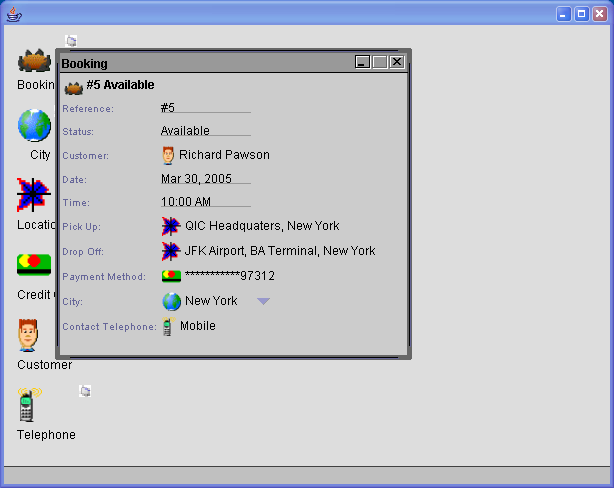 Booking
Bookin
#5 Available
Reference: #5
Status: Available
City
Customer: Richard Pawson
Date: Mar 30, 2005
Time: 10:00 AM
Locatio
Pick Up: QIC Headquaters, New York
Drop Off: JFK Airport, BA Terminal, New York
Payment Method: ***********97312
Credit
City: New York
Contact Telephone: Mobile
Customer
Telephone